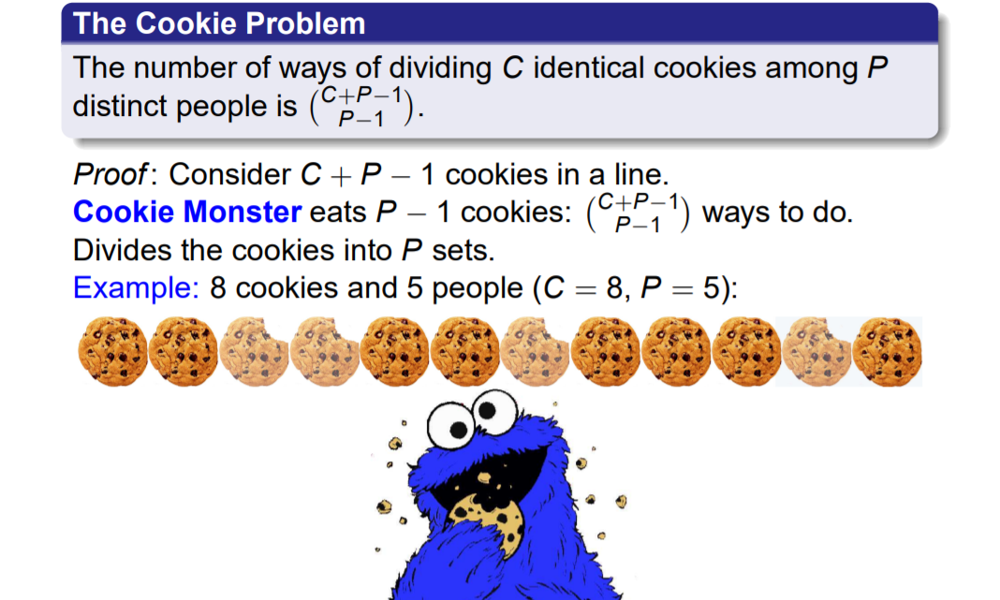 The Cookie Problem
The number of ways of dividing C identical cookies among P
distinct people is $\binom{C+P-1}{P-1}$.
Proof: Consider C + P − 1 cookies in a line.
Cookie Monster eats P − 1 cookies: $\binom{C+P-1}{P-1}$ ways to do.
Divides the cookies into P sets.
Example: 8 cookies and 5 people (C = 8, P = 5):